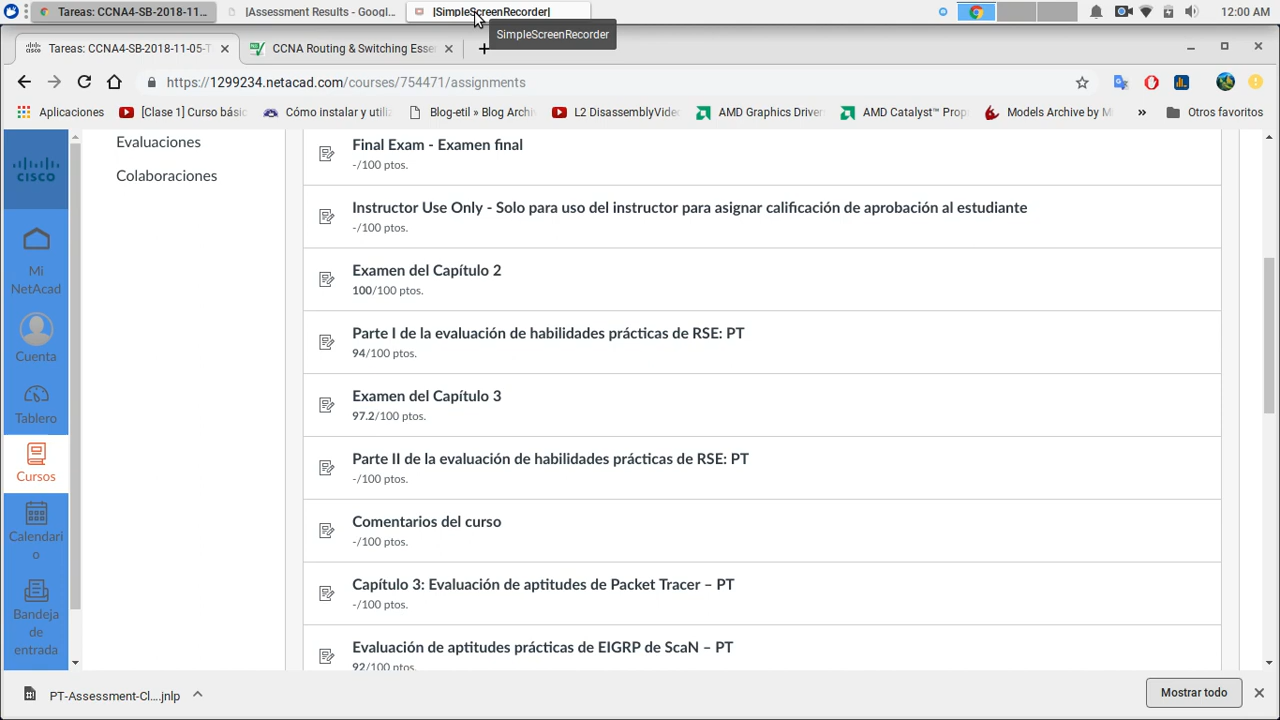 Tareas: CCNA4-SB-2018-11...
|Assessment Results - Googl...
|SimpleScreenRecorder|
12:00 AM
SimpleScreenRecorder
Tareas: CCNA4-SB-2018-11-05-T
CCNA Routing & Switching Esse
https://1299234.netacad.com/courses/754471/assignments
Aplicaciones
[Clase 1] Curso básic
Cómo instalar y utili
Blog-etil » Blog Archi
L2 DisassemblyVide
AMD Graphics Driver
AMD Catalyst™ Prop
Models Archive by M
»
Otros favoritos
CISCO
Mi NetAcad
Cuenta
Tablero
Cursos
Calendari
o
Bandeja
de
entrada
Evaluaciones
Colaboraciones
Final Exam - Examen final
-/100 ptos.
Instructor Use Only - Solo para uso del instructor para asignar calificación de aprobación al estudiante
-/100 ptos.
Examen del Capítulo 2
100/100 ptos.
Parte I de la evaluación de habilidades prácticas de RSE: PT
94/100 ptos.
Examen del Capítulo 3
97.2/100 ptos.
Parte II de la evaluación de habilidades prácticas de RSE: PT
-/100 ptos.
Comentarios del curso
-/100 ptos.
Capítulo 3: Evaluación de aptitudes de Packet Tracer – PT
-/100 ptos.
Evaluación de aptitudes prácticas de EIGRP de ScaN – PT
92/100 ptos.
PT-Assessment-Cl....jnlp
Mostrar todo